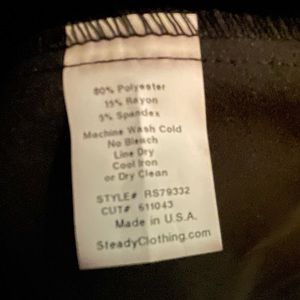 80% Polyester
15% Rayon
5% Spandex
Machine Wash Cold
No Bleach
Line Dry
Cool Iron
or Dry Clean
STYLE# RS79332
CUT# 611043
Made in U.S.A.
SteadyClothing.com